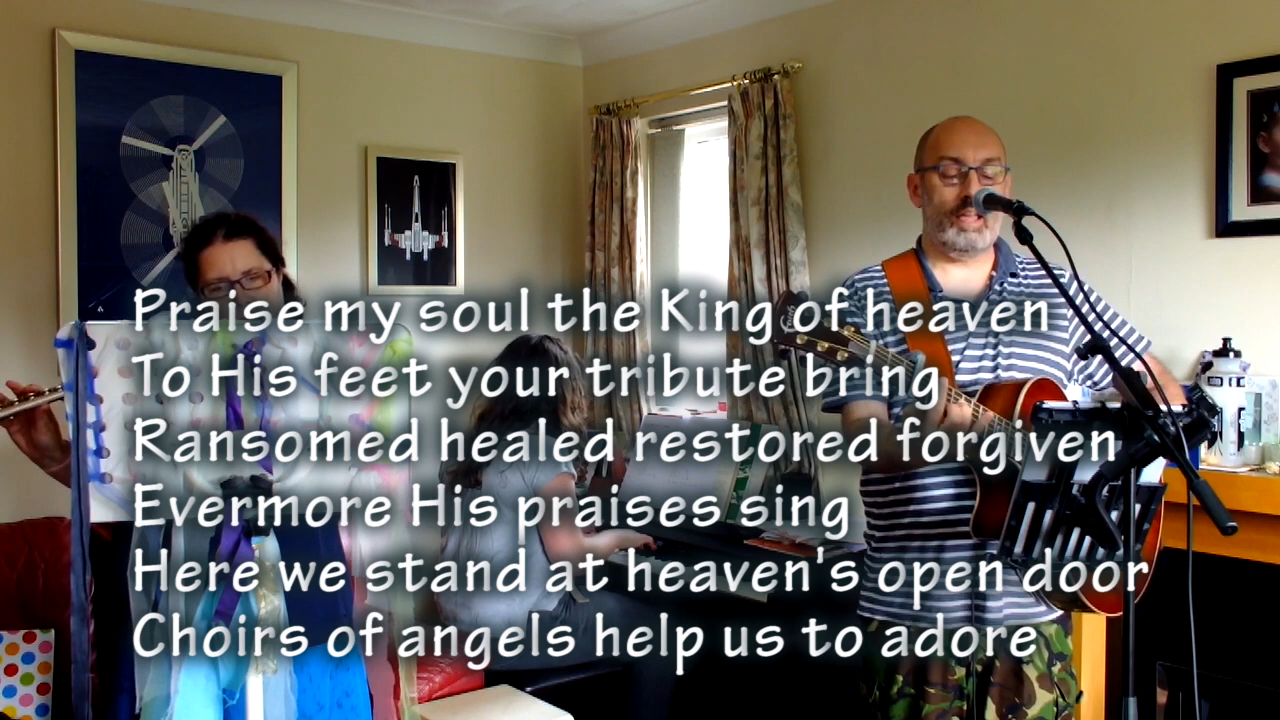 Praise my soul the King of heaven
To His feet your tribute bring
Ransomed healed restored forgiven
Evermore His praises sing
Here we stand at heaven's open door
Choirs of angels help us to adore